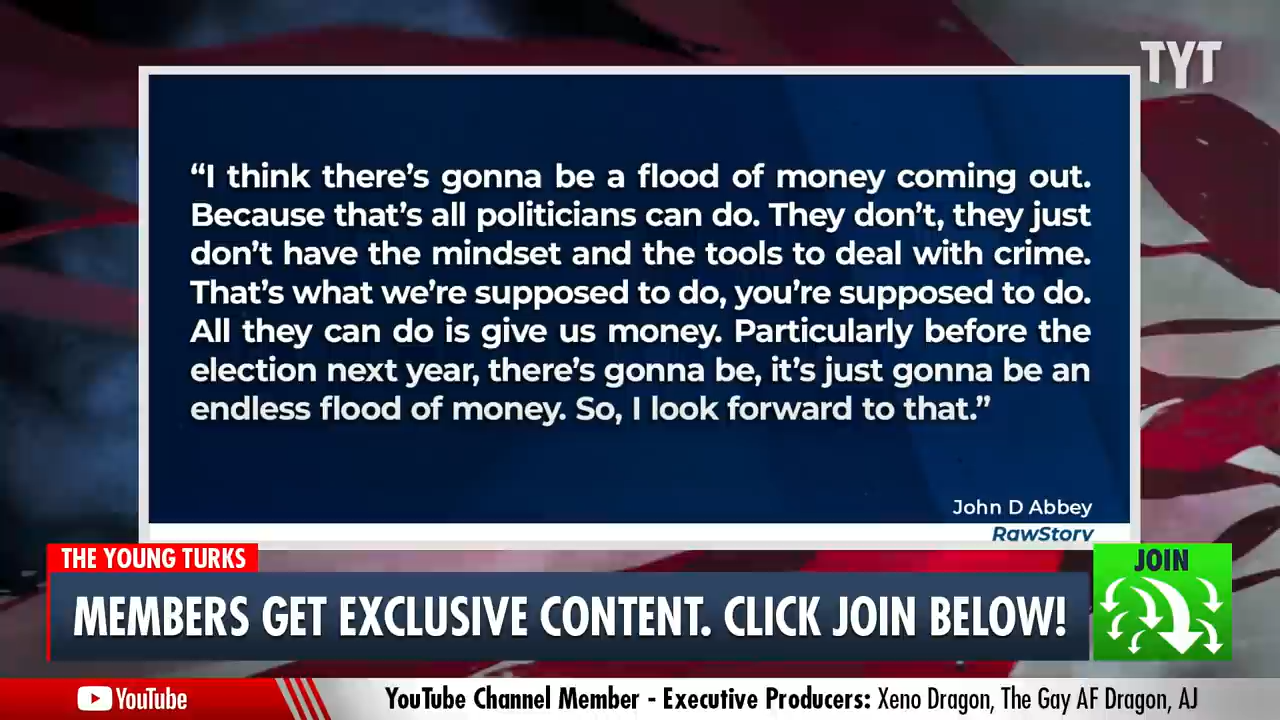 TYT
“I think there’s gonna be a flood of money coming out.
Because that’s all politicians can do. They don’t, they just
don’t have the mindset and the tools to deal with crime.
That’s what we’re supposed to do, you’re supposed to do.
All they can do is give us money. Particularly before the
election next year, there’s gonna be, it’s just gonna be an
endless flood of money. So, I look forward to that.”
John D Abbey
RawStory
THE YOUNG TURKS
MEMBERS GET EXCLUSIVE CONTENT. CLICK JOIN BELOW!
JOIN
YouTube
YouTube Channel Member - Executive Producers: Xeno Dragon, The Gay AF Dragon, AJ